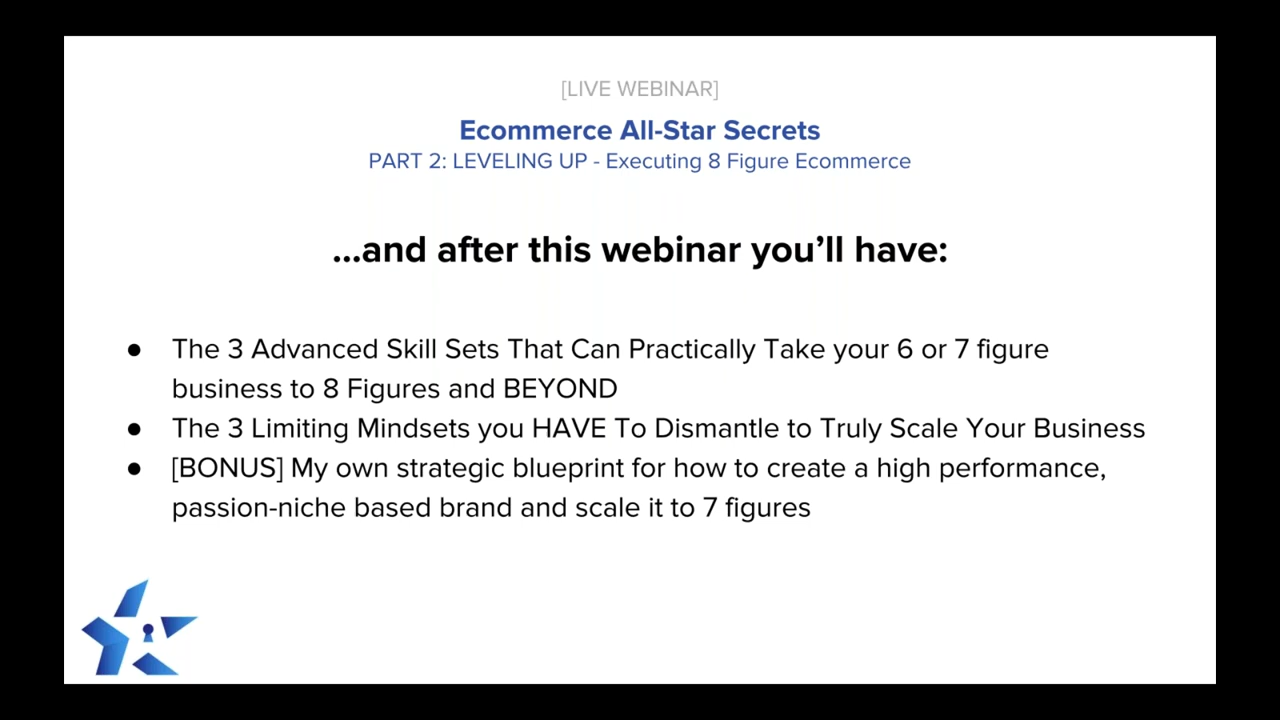 [LIVE WEBINAR]
Ecommerce All-Star Secrets
PART 2: LEVELING UP - Executing 8 Figure Ecommerce
...and after this webinar you’ll have:
● The 3 Advanced Skill Sets That Can Practically Take your 6 or 7 figure
business to 8 Figures and BEYOND
● The 3 Limiting Mindsets you HAVE To Dismantle to Truly Scale Your Business
● [BONUS] My own strategic blueprint for how to create a high performance,
passion-niche based brand and scale it to 7 figures